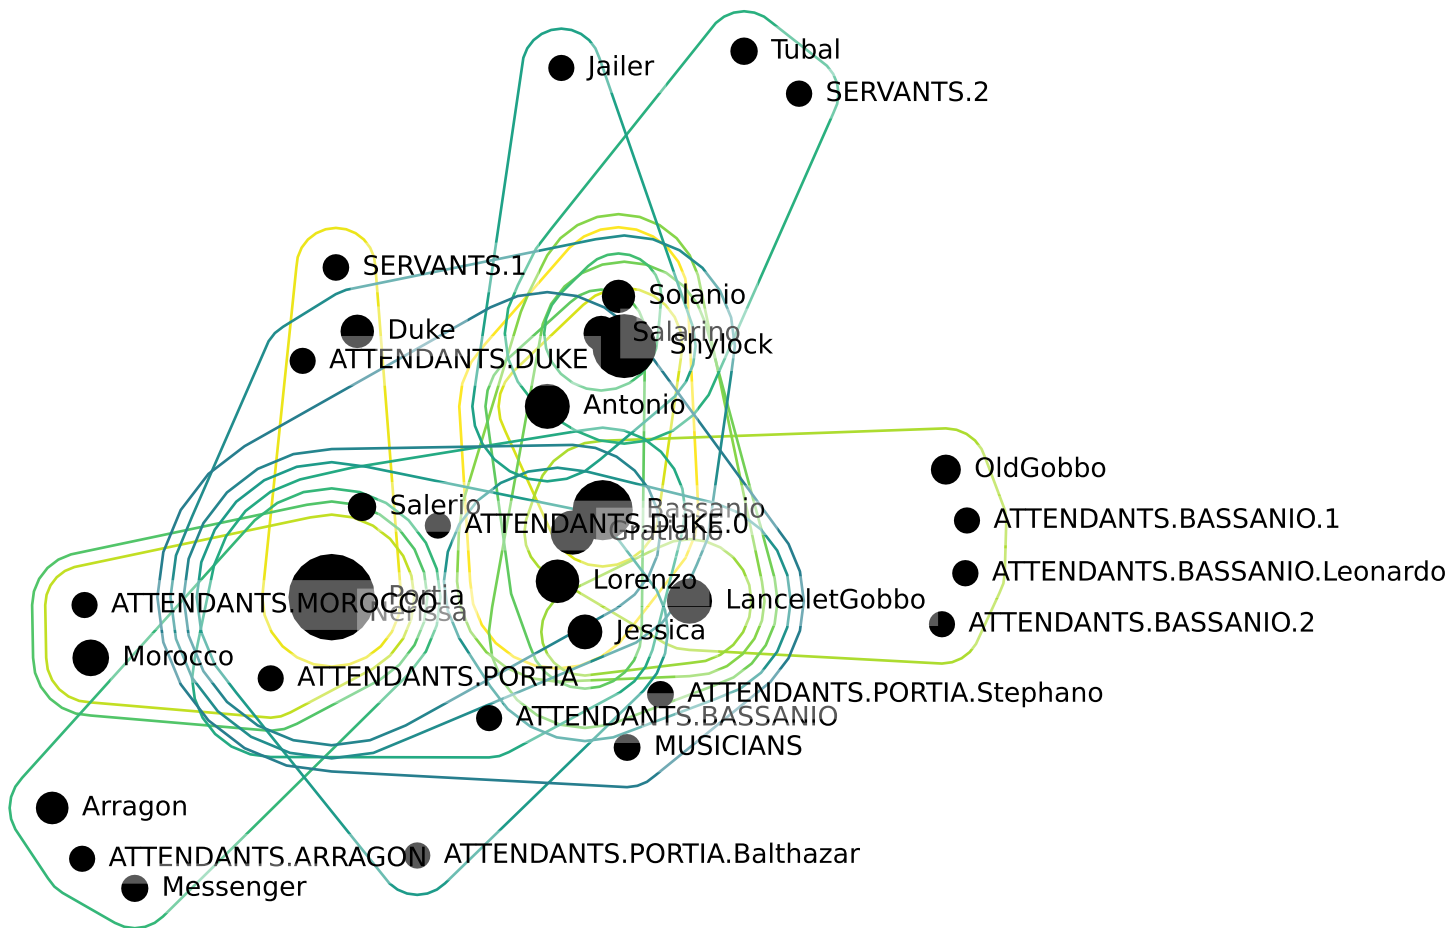 Tubal
Jailer
SERVANTS.2
SERVANTS.1
Solanio
Duke
Salarino
Shylock
ATTENDANTS.DUKE
Antonio
OldGobbo
Salerio
Bassanio
ATTENDANTS.DUKE.0
ATTENDANTS.BASSANIO.1
Gratiano
ATTENDANTS.BASSANIO.Leonardo
Lorenzo
Portia
ATTENDANTS.MOROCCO
LanceletGobbo
Nerissa
ATTENDANTS.BASSANIO.2
Jessica
Morocco
ATTENDANTS.PORTIA
ATTENDANTS.PORTIA.Stephano
ATTENDANTS.BASSANIO
MUSICIANS
Arragon
ATTENDANTS.PORTIA.Balthazar
ATTENDANTS.ARRAGON
Messenger